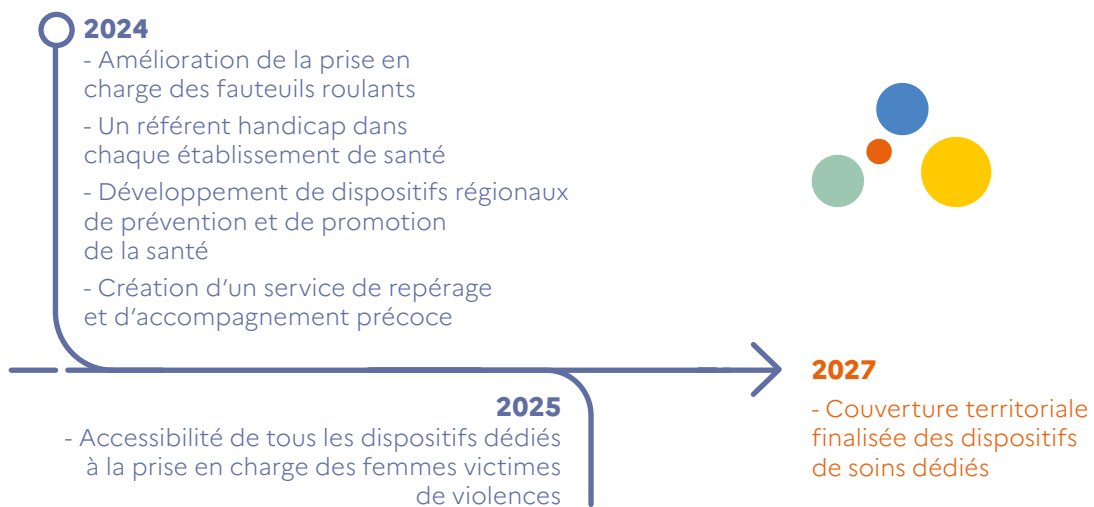 2024
- Amélioration de la prise en
charge des fauteuils roulants
- Un référent handicap dans
chaque établissement de santé
- Développement de dispositifs régionaux
de prévention et de promotion
de la santé
- Création d’un service de repérage
et d’accompagnement précoce
2025
- Accessibilité de tous les dispositifs dédiés
à la prise en charge des femmes victimes
de violences
2027
- Couverture territoriale
finalisée des dispositifs
de soins dédiés